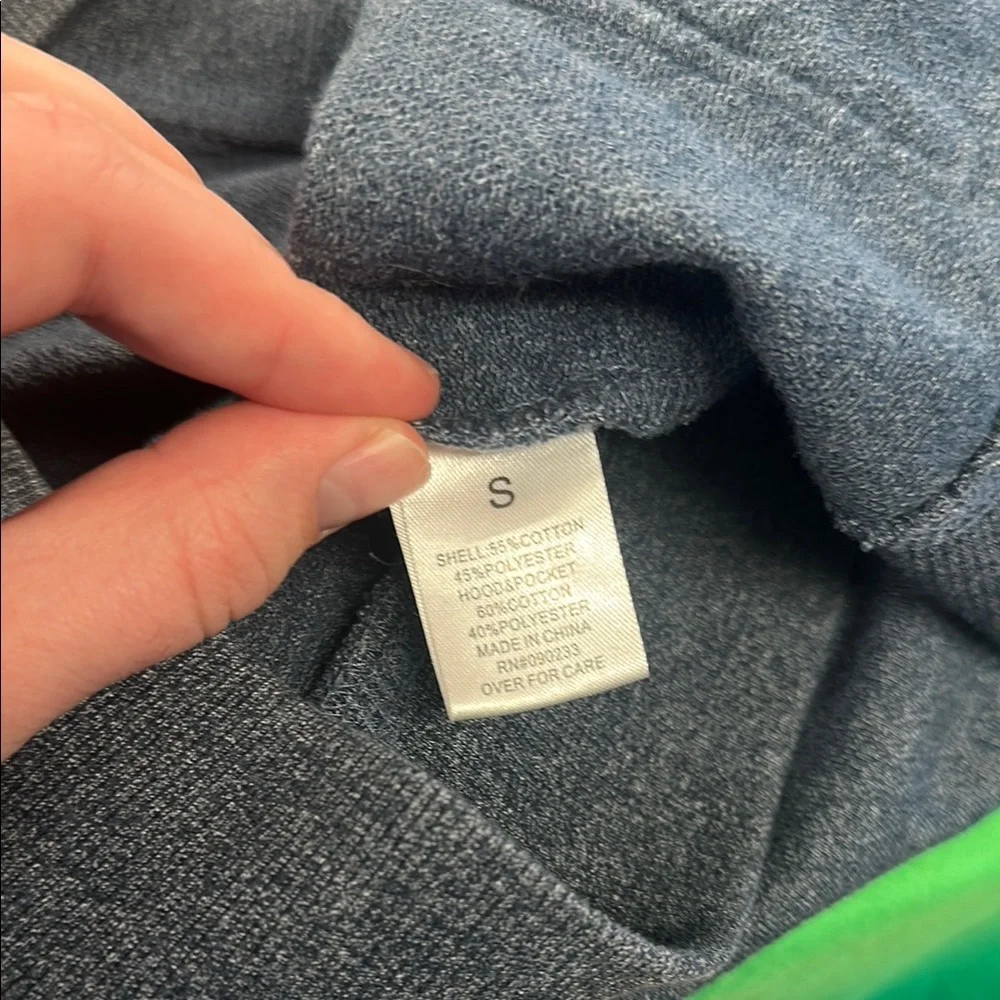 S
SHELL:55%COTTON
45%POLYESTER
HOOD&POCKET
60%COTTON
40%POLYESTER
MADE IN CHINA
RN#090233
OVER FOR CARE